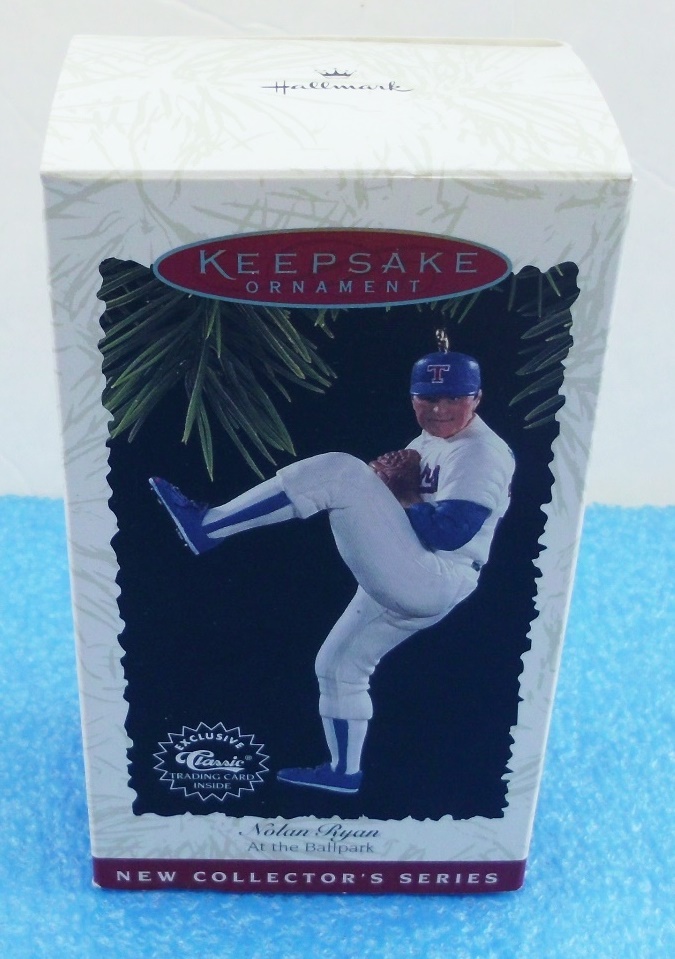 Hallmark
KEEPSAKE
ORNAMENT
T
EXCLUSIVE
Classic®
TRADING CARD
INSIDE
Nolan Ryan
At the Ballpark
NEW COLLECTOR'S SERIES